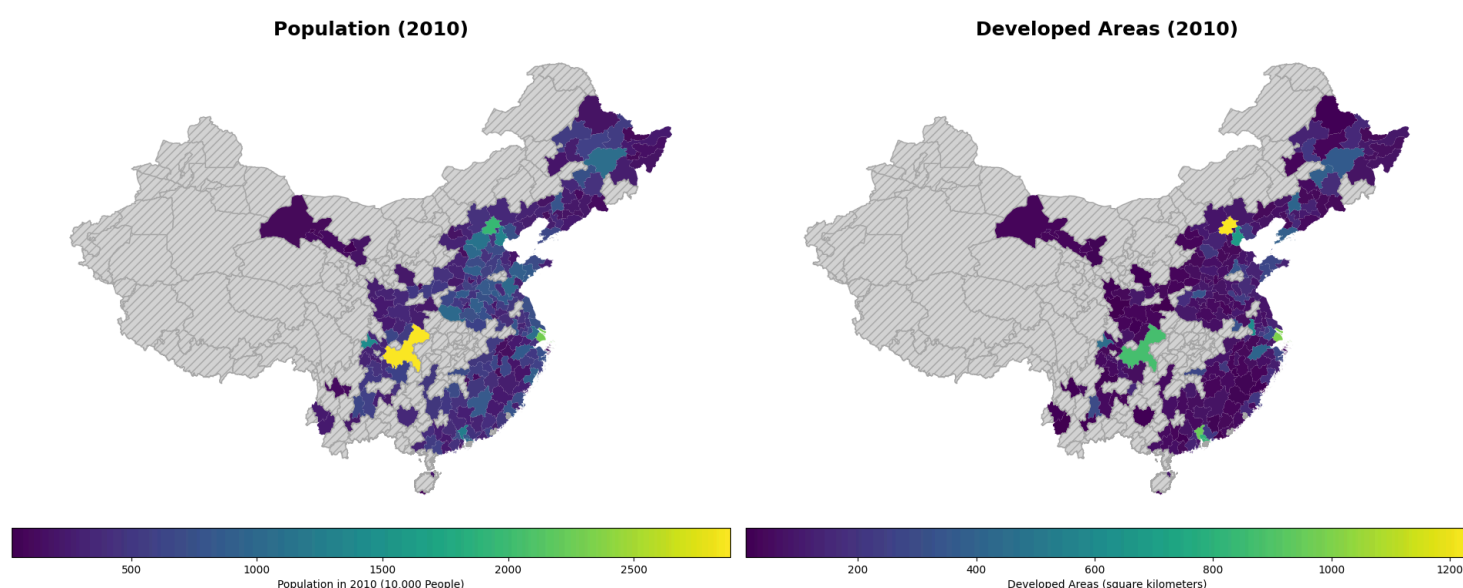 Population (2010)
Developed Areas (2010)
500 1000 1500 2000 2500
Population in 2010 (10,000 People)
200 400 600 800 1000 1200
Developed Areas (square kilometers)